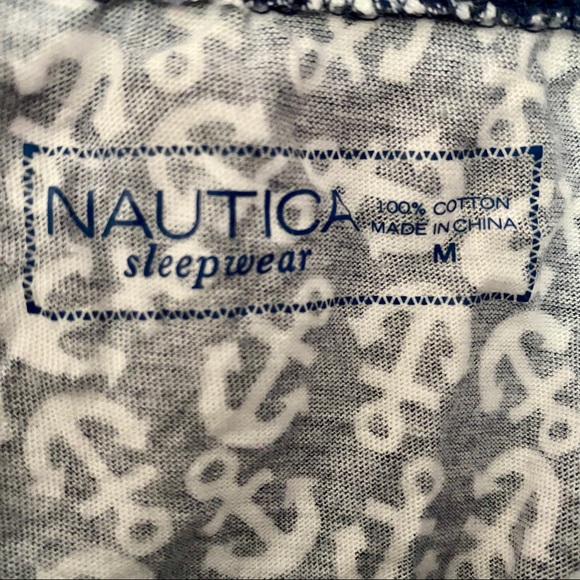 NAUTICA
sleepwear
100% COTTON
MADE IN CHINA
M